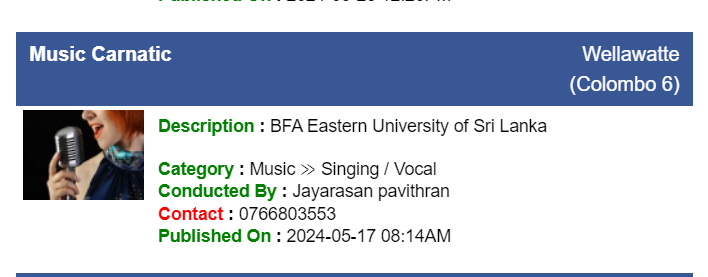 Music Carnatic
Wellawatte
(Colombo 6)
Description : BFA Eastern University of Sri Lanka
Category : Music >> Singing / Vocal
Conducted By : Jayarasan pavithran
Contact : 0766803553
Published On : 2024-05-17 08:14AM